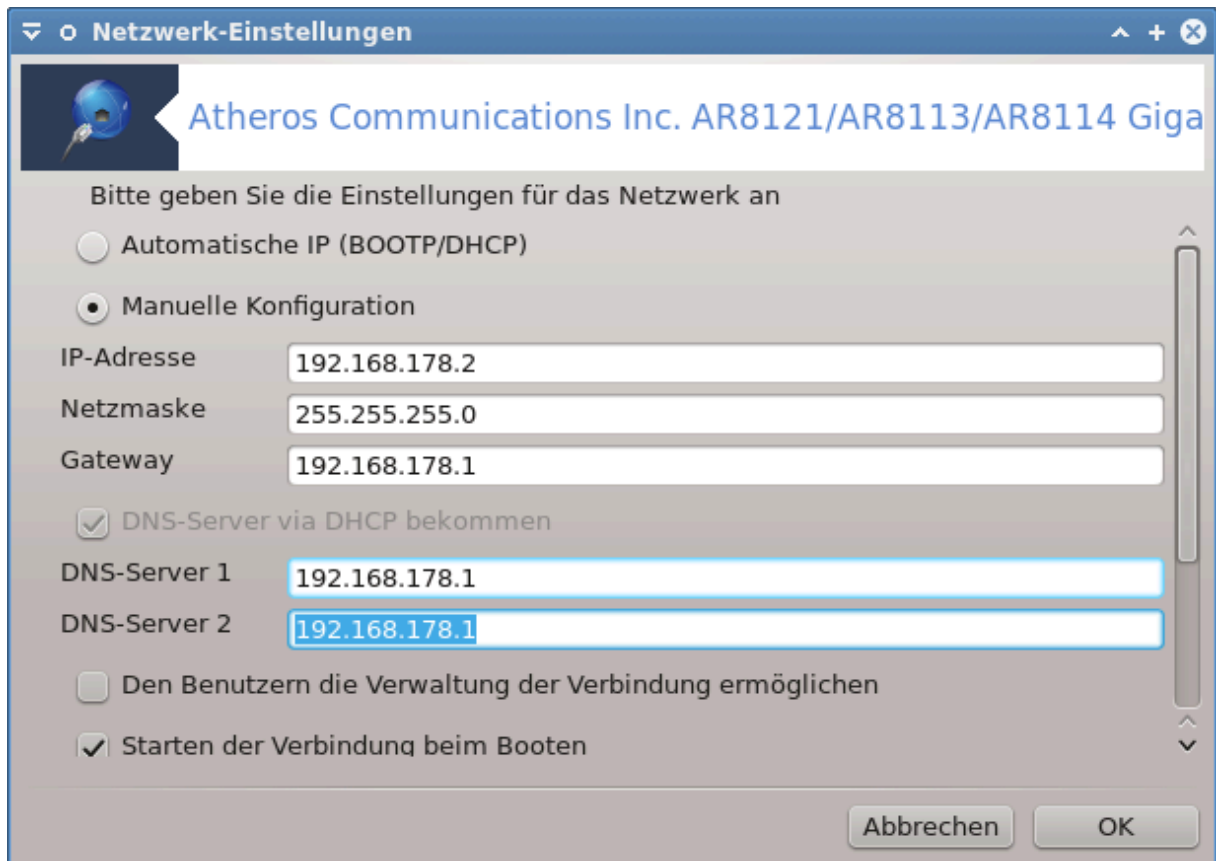 Netzwerk-Einstellungen
Atheros Communications Inc. AR8121/AR8113/AR8114 Giga
Bitte geben Sie die Einstellungen für das Netzwerk an
Automatische IP (BOOTP/DHCP)
Manuelle Konfiguration
IP-Adresse 192.168.178.2
Netzmaske 255.255.255.0
Gateway 192.168.178.1
DNS-Server via DHCP bekommen
DNS-Server 1 192.168.178.1
DNS-Server 2 192.168.178.1
Den Benutzern die Verwaltung der Verbindung ermöglichen
Starten der Verbindung beim Booten
Abbrechen OK